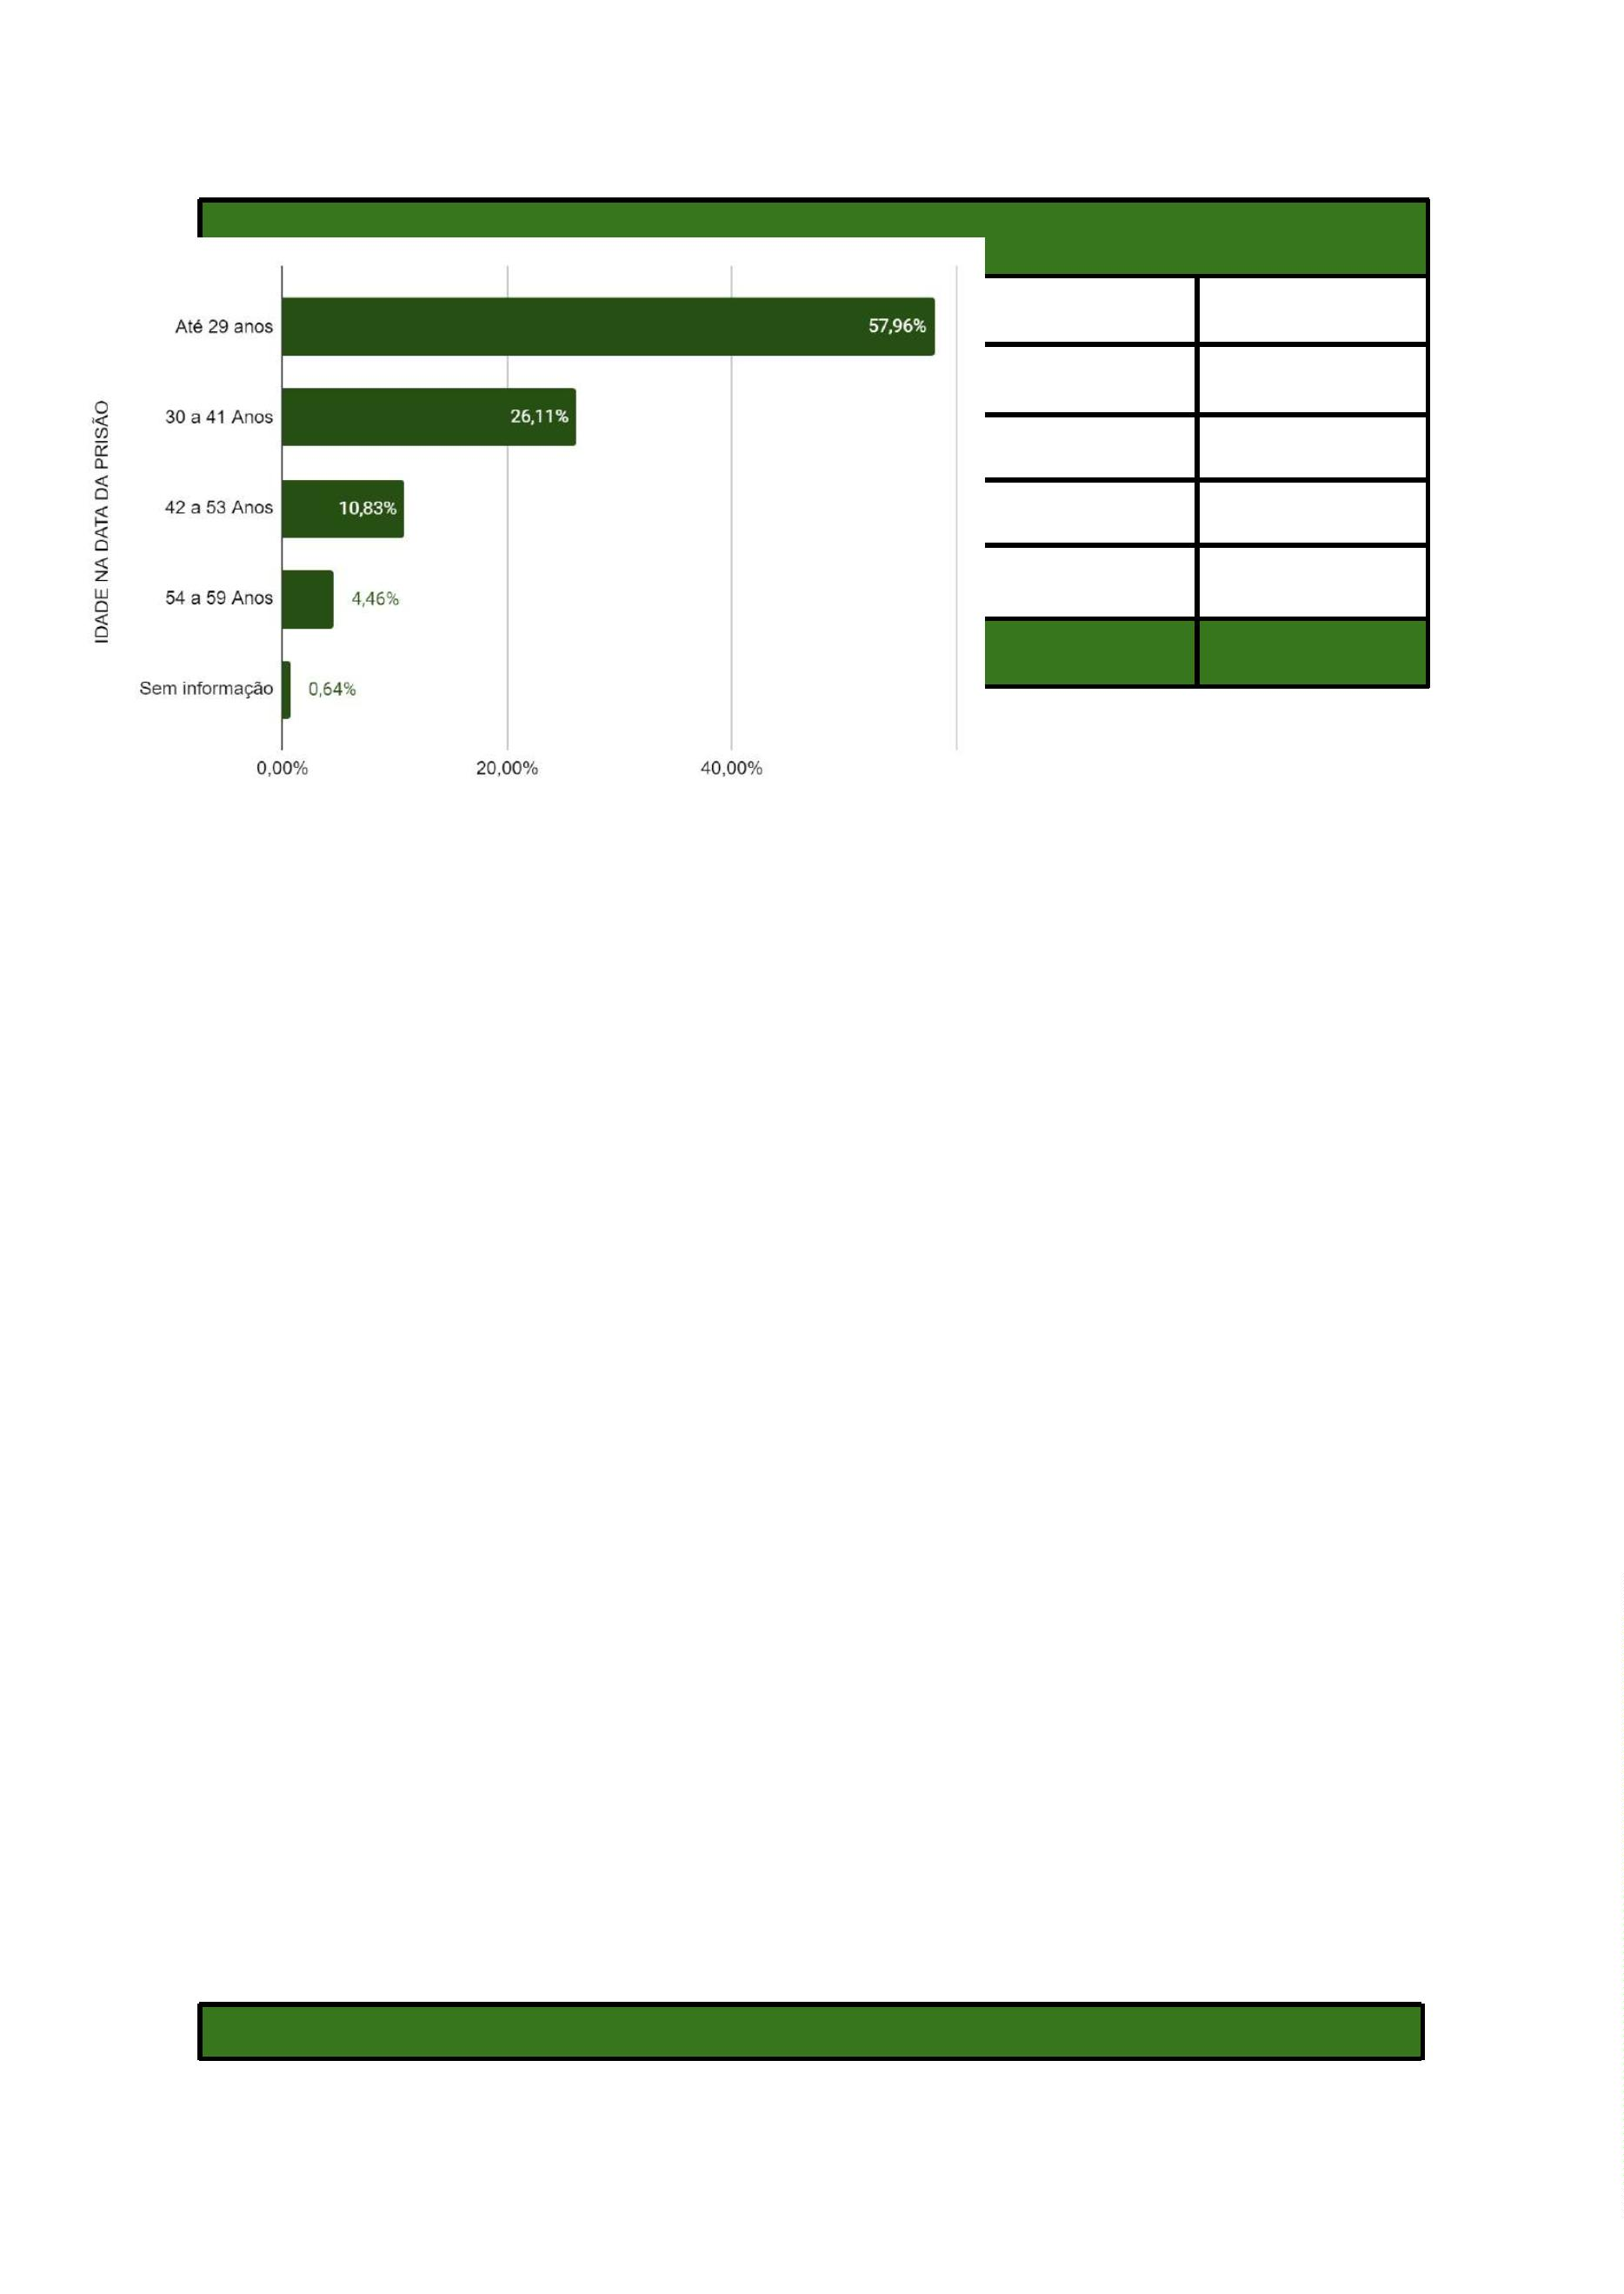 IDADE NA DATA DA PRISÃO
Até 29 anos 57,96%
30 a 41 Anos 26,11%
42 a 53 Anos 10,83%
54 a 59 Anos 4,46%
Sem informação 0,64%
0,00% 20,00% 40,00%